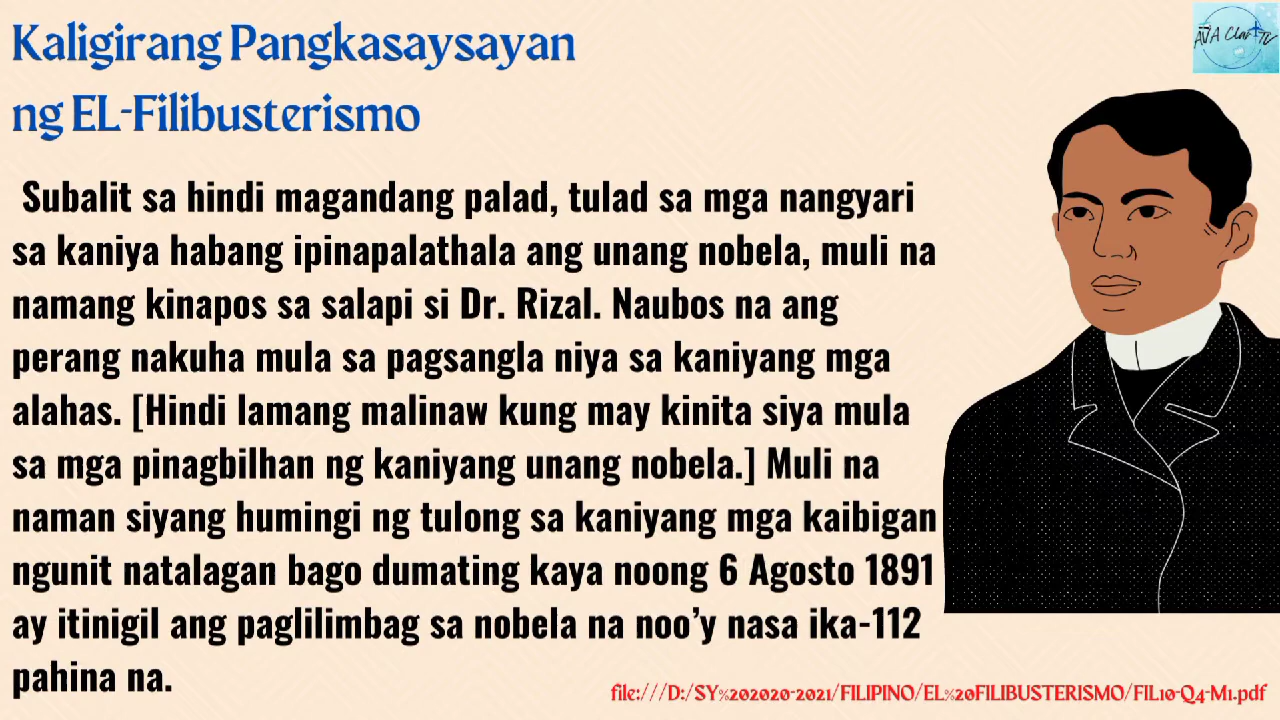 Kaligirang Pangkasaysayan
ng EL-Filibusterismo
Subalit sa hindi magandang palad, tulad sa mga nangyari
sa kaniya habang ipinapalathala ang unang nobela, muli na
namang kinapos sa salapi si Dr. Rizal. Naubos na ang
perang nakuha mula sa pagsangla niya sa kaniyang mga
alahas. [Hindi lamang malinaw kung may kinita siya mula
sa mga pinagbilhan ng kaniyang unang nobela.] Muli na
naman siyang humingi ng tulong sa kaniyang mga kaibigan
ngunit natalagan bago dumating kaya noong 6 Agosto 1891
ay itinigil ang paglilimbag sa nobela na noo’y nasa ika-112
pahina na.
file:///D:/SY%202020-2021/FILIPINO/EL%20FILIBUSTERISMO/FIL10-Q4-M1.pdf